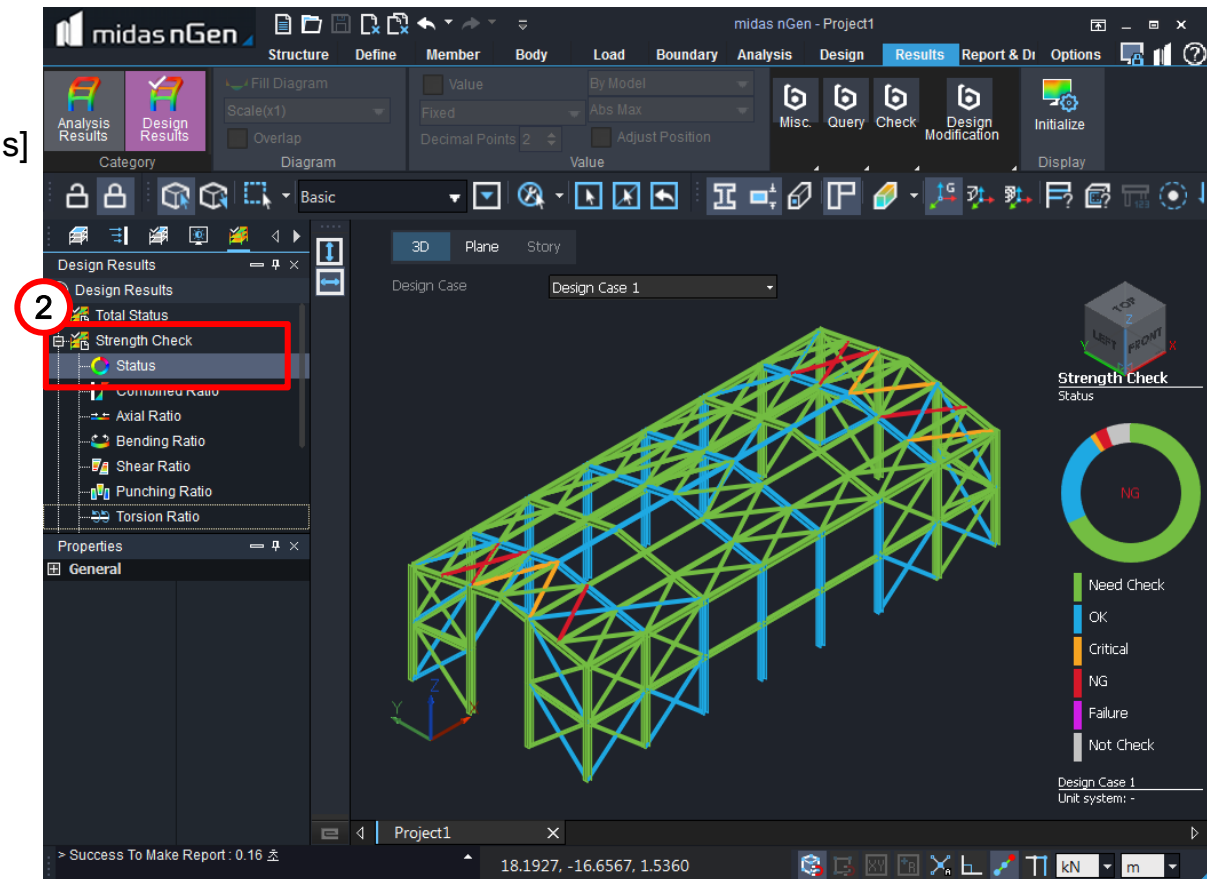 midas nGen
midas nGen - Project1
Structure Define Member Body Load Boundary Analysis Design Results Report & Dr Options
s]
Analysis Results
Design Results
Category
Fill Diagram
Scale(x1)
Overlap
Diagram
Value
Fixed
Decimal Points 2
By Model
Abs Max
Adjust Position
Value
Misc.
Query
Check
Design Modification
Initialize
Display
Basic
Design Results
Design Results
2
Total Status
Strength Check
Status
Combined Ratio
Axial Ratio
Bending Ratio
Shear Ratio
Punching Ratio
Torsion Ratio
Properties
General
3D Plane Story
Design Case Design Case 1
TOP
LEFT
FRONT
Z
Y
X
Strength Check
Status
NG
Need Check
OK
Critical
NG
Failure
Not Check
Design Case 1
Unit system: -
Z
Y
X
Project1
> Success To Make Report : 0.16 초
18.1927, -16.6567, 1.5360
kN
m